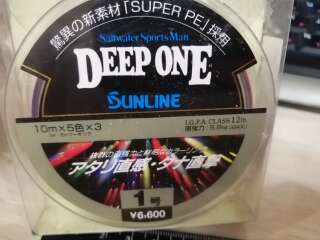 驚異の新素材「SUPER PE」採用
Saltwater Sports Man
DEEP ONE
SUNLINE
10m×5色×3
I.G.F.A. CLASS 12lb.
アタリ直感・タナ直撃
1号
¥6,600